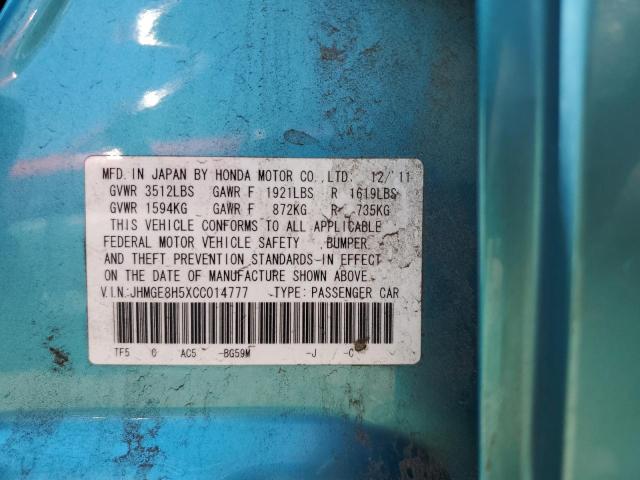 MFD. IN JAPAN BY HONDA MOTOR CO.,LTD. 12/'11
GVWR 3512LBS GAWR F 1921LBS R 1619LBS
GVWR 1594KG GAWR F 872KG R 735KG
THIS VEHICLE CONFORMS TO ALL APPLICABLE
FEDERAL MOTOR VEHICLE SAFETY ,BUMPER,
AND THEFT PREVENTION STANDARDS-IN EFFECT
ON THE DATE OF MANUFACTURE SHOWN ABOVE.
V.I.N:JHMGE8H5XCC014777 TYPE: PASSENGER CAR
TF5 0 AC5 -BG59M -J -C -